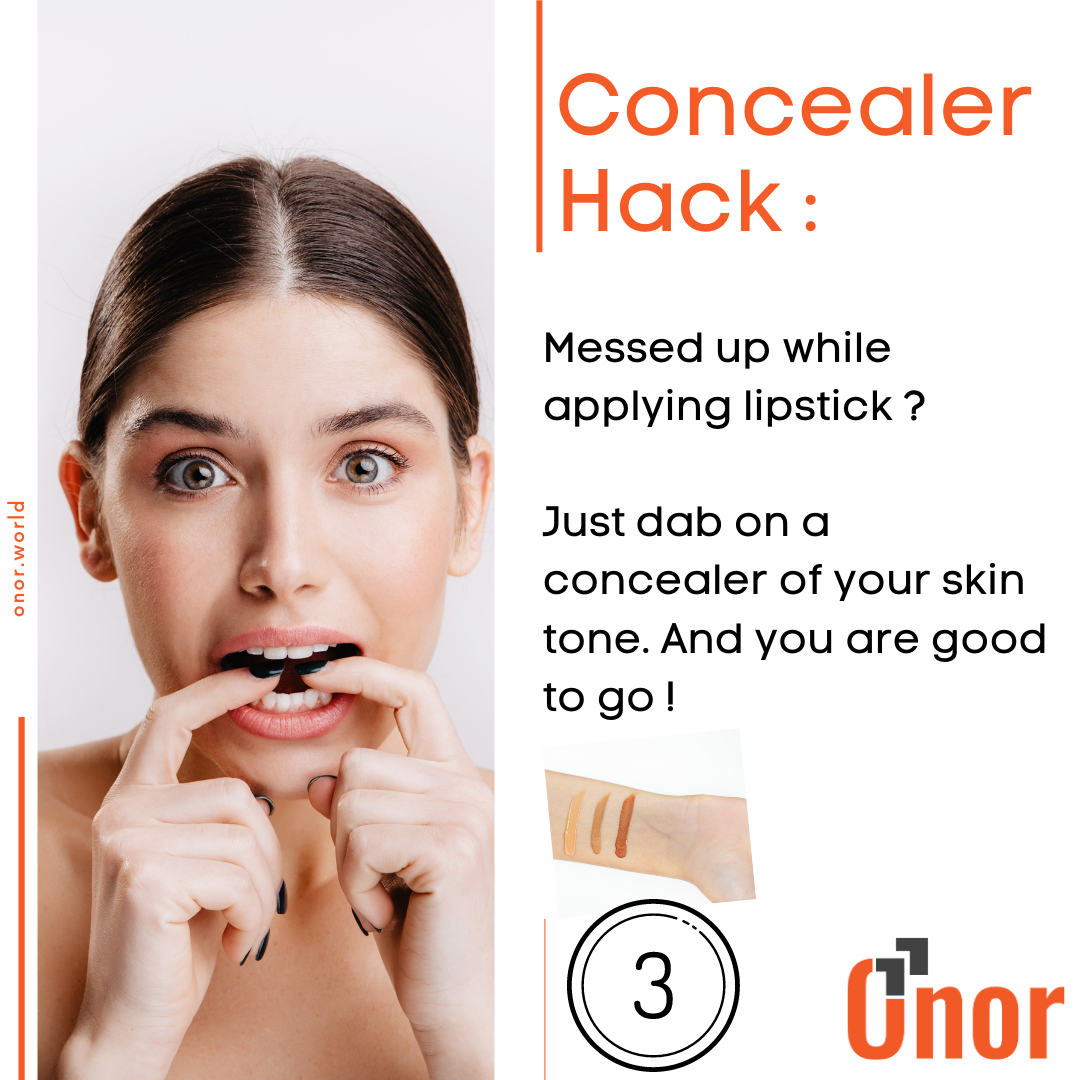 Concealer
Hack :
Messed up while
applying lipstick ?
Just dab on a
concealer of your skin
tone. And you are good
to go !
3
Onor
onor.world